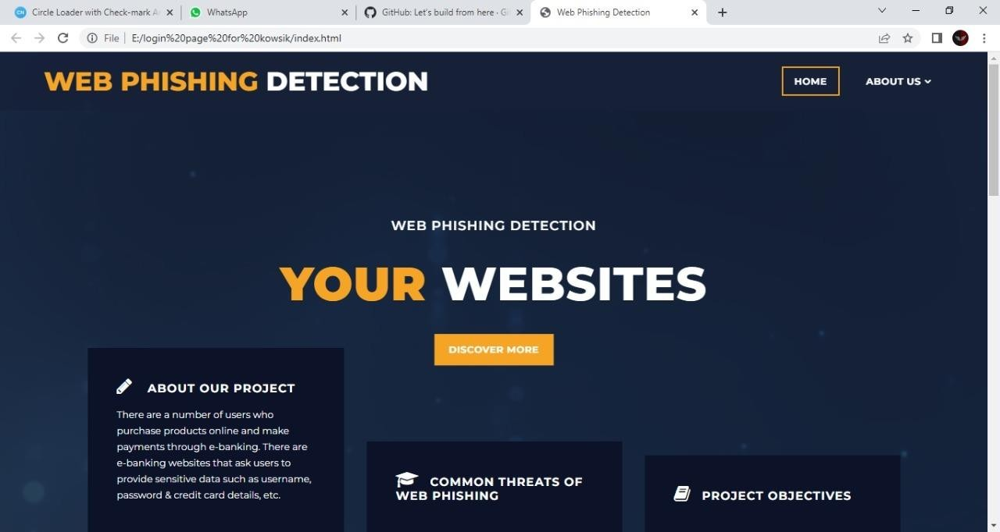 Circle Loader with Check-mark A
WhatsApp
GitHub: Let's build from here · Gi
Web Phishing Detection
File
E:/login%20page%20for%20kowsik/index.html
WEB PHISHING DETECTION
HOME
ABOUT US
WEB PHISHING DETECTION
YOUR WEBSITES
DISCOVER MORE
ABOUT OUR PROJECT
There are a number of users who
purchase products online and make
payments through e-banking. There are
e-banking websites that ask users to
provide sensitive data such as username,
password & credit card details, etc.
COMMON THREATS OF
WEB PHISHING
PROJECT OBJECTIVES